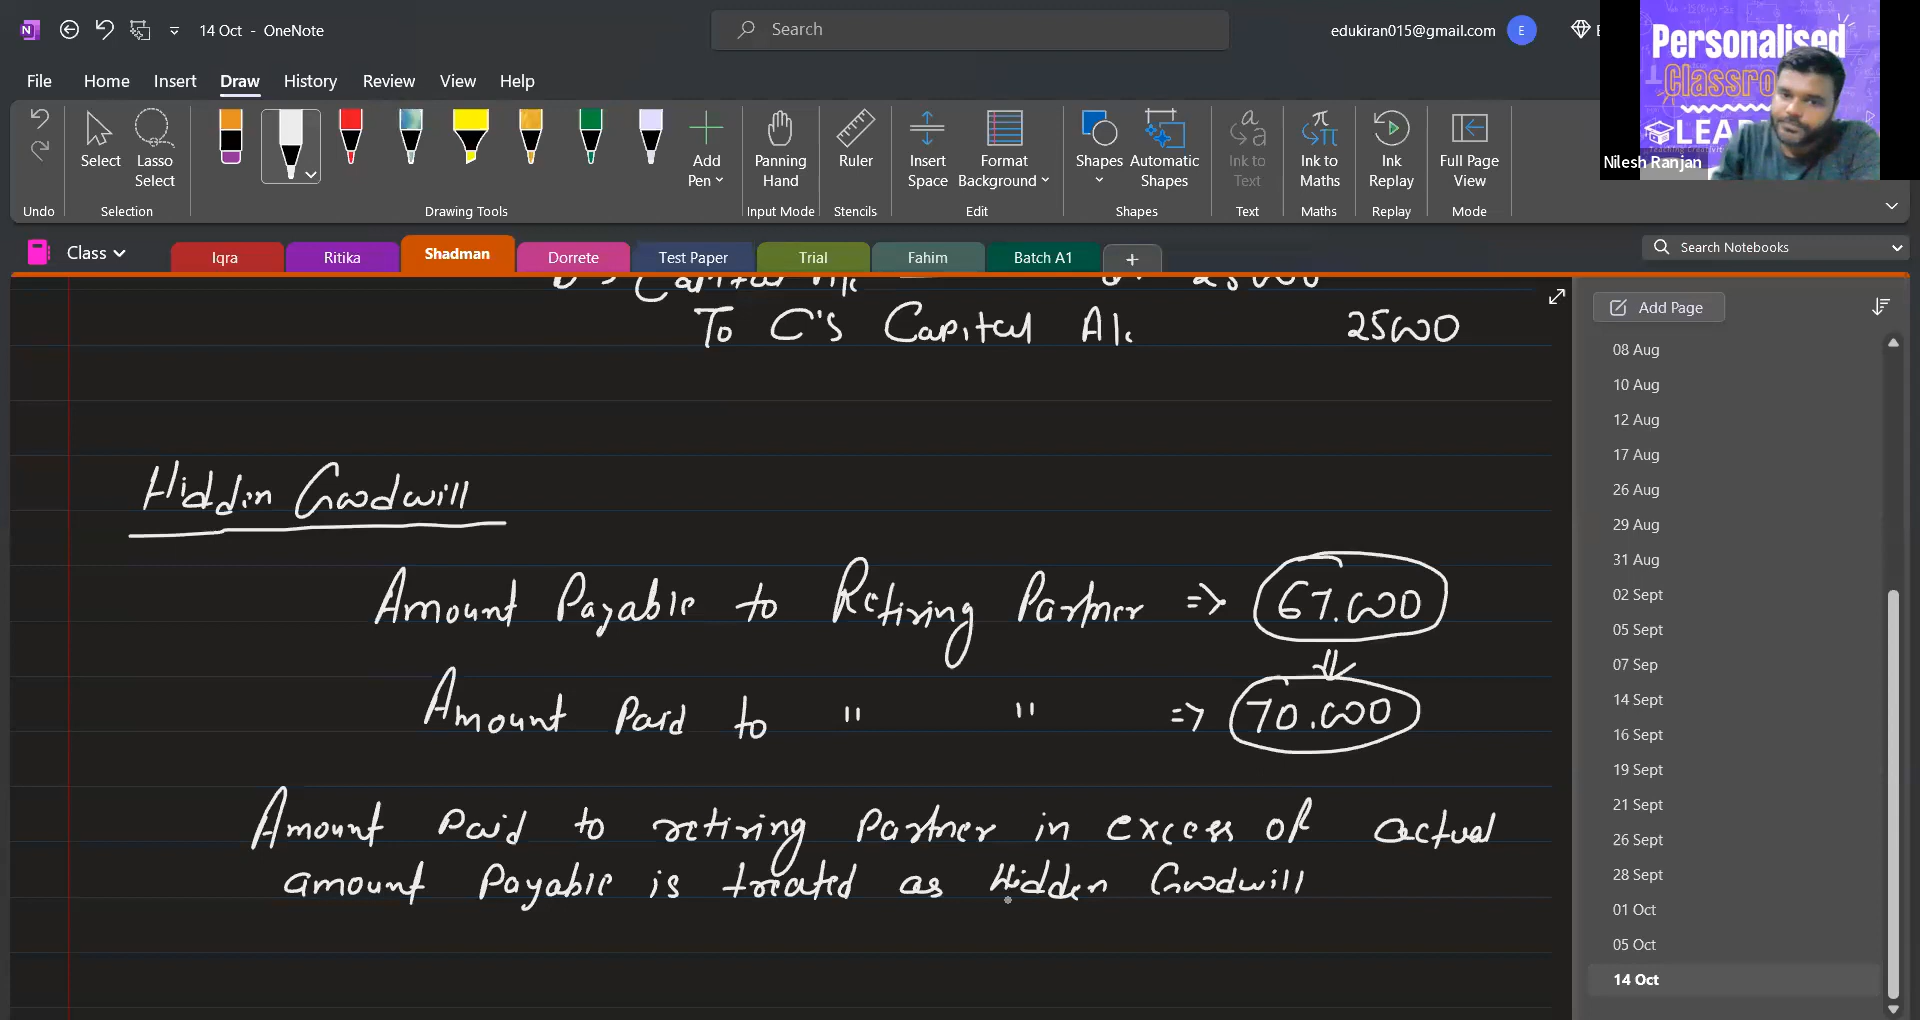 14 Oct - OneNote
Search
edukiran015@gmail.com
E
Personalised
Nilesh Ranjan
File Home Insert Draw History Review View Help
Select
Lasso Select
Add Pen
Panning Hand
Ruler
Insert Space
Format Background
Shapes
Automatic Shapes
Ink to Text
Ink to Maths
Ink Replay
Full Page View
Undo
Selection
Drawing Tools
Input Mode
Stencils
Edit
Shapes
Text
Maths
Replay
Mode
Class
Iqra
Ritika
Shadman
Dorrete
Test Paper
Trial
Fahim
Batch A1
+
Search Notebooks
To C's Capital A/c 25000
Hidden Goodwill
Amount Payable to Retiring Partner => 67.000
Amount Paid to " " => 70.000
Amount Paid to retiring Partner in excess of actual
amount Payable is treated as Hidden Goodwill
Add Page
08 Aug
10 Aug
12 Aug
17 Aug
26 Aug
29 Aug
31 Aug
02 Sept
05 Sept
07 Sep
14 Sept
16 Sept
19 Sept
21 Sept
26 Sept
28 Sept
01 Oct
05 Oct
14 Oct